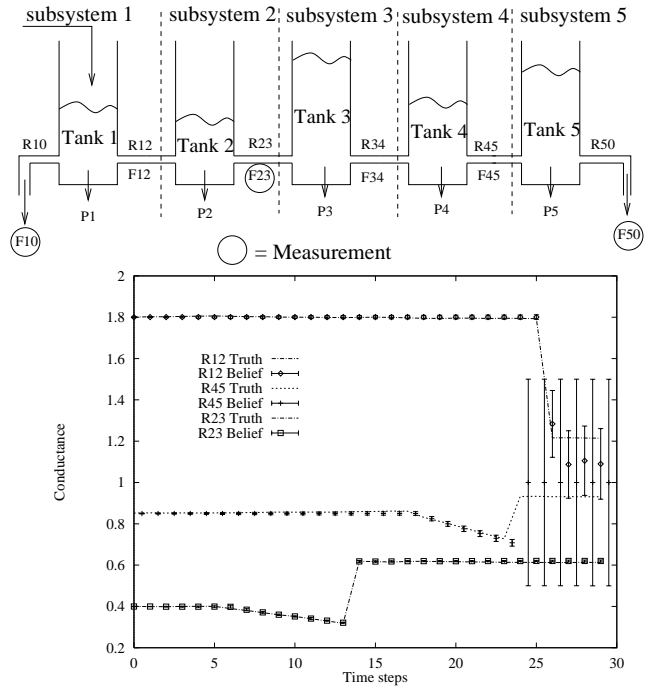 subsystem 1 subsystem 2 subsystem 3 subsystem 4 subsystem 5
Tank 1 Tank 2 Tank 3 Tank 4 Tank 5
R10 R12 R23 R34 R45 R50
F12 F23 F34 F45
P1 P2 P3 P4 P5
F10 F50
= Measurement
2
1.8
1.6
1.4
1.2
1
0.8
0.6
0.4
0.2
Conductance
R12 Truth
R12 Belief
R45 Truth
R45 Belief
R23 Truth
R23 Belief
0 5 10 15 20 25 30
Time steps